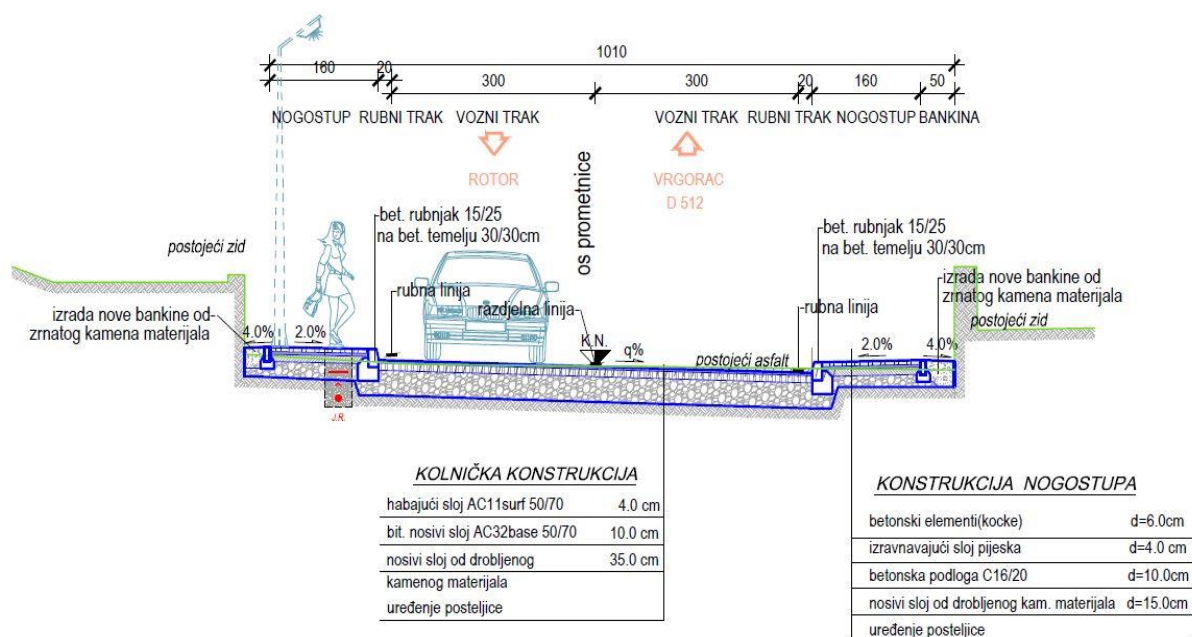 1010
160 20 300 300 20 160 50
NOGOSTUP RUBNI TRAK VOZNI TRAK VOZNI TRAK RUBNI TRAK NOGOSTUP BANKINA
ROTOR
VRGORAC
D 512
os prometnice
postojeći zid
bet. rubnjak 15/25
na bet. temelju 30/30cm
bet. rubnjak 15/25
na bet. temelju 30/30cm
rubna linija
razdjelna linija
rubna linija
izrada nove bankine od
zrnatog kamena materijala
izrada nove bankine od
zrnatog kamena materijala
postojeći zid
4.0% 2.0%
K.N.
q%
postojeći asfalt
2.0% 4.0%
J.R.
KOLNIČKA KONSTRUKCIJA
habajući sloj AC11surf 50/70 4.0 cm
bit. nosivi sloj AC32base 50/70 10.0 cm
nosivi sloj od drobljenog 35.0 cm
kamenog materijala
uređenje posteljice
KONSTRUKCIJA NOGOSTUPA
betonski elementi(kocke) d=6.0cm
izravnavajući sloj pijeska d=4.0 cm
betonska podloga C16/20 d=10.0cm
nosivi sloj od drobljenog kam. materijala d=15.0cm
uređenje posteljice